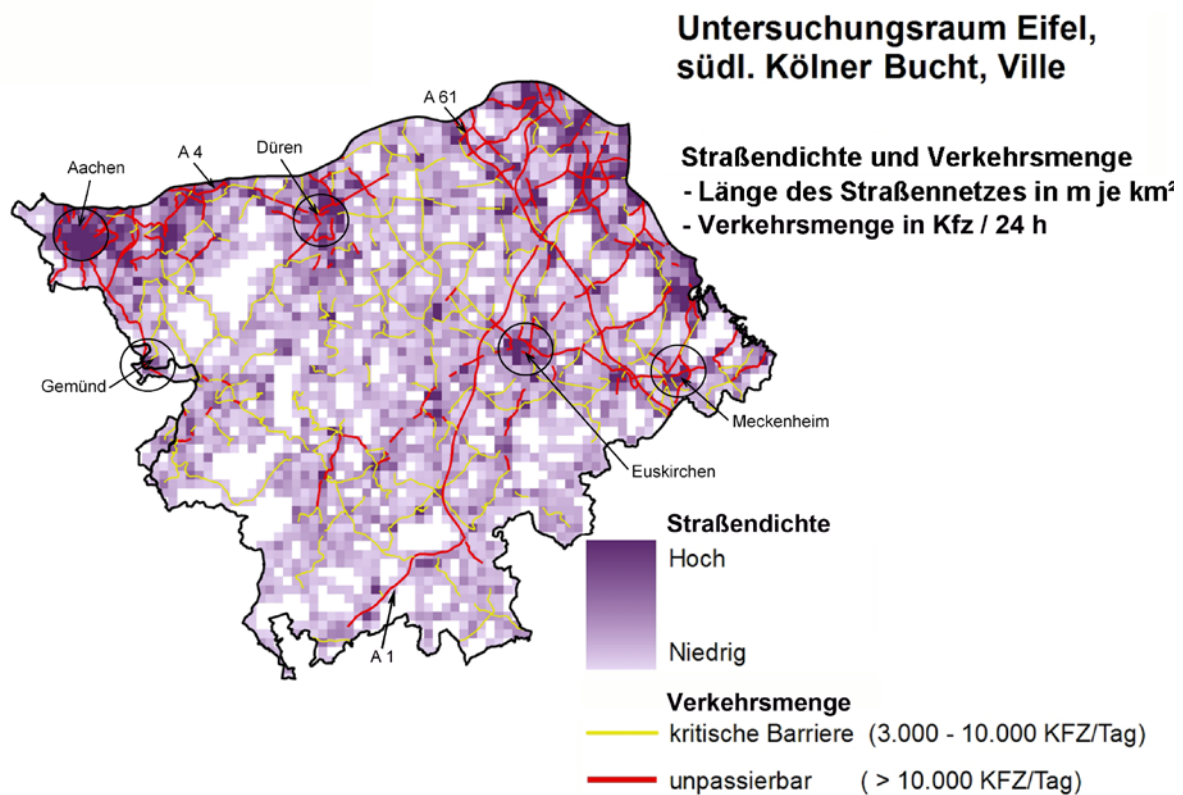 Untersuchungsraum Eifel,
südl. Kölner Bucht, Ville
Straßendichte und Verkehrsmenge
- Länge des Straßennetzes in m je km²
- Verkehrsmenge in Kfz / 24 h
A 61
Düren
A 4
Aachen
Gemünd
Meckenheim
Euskirchen
A 1
Straßendichte
Hoch
Niedrig
Verkehrsmenge
kritische Barriere (3.000 - 10.000 KFZ/Tag)
unpassierbar ( > 10.000 KFZ/Tag)